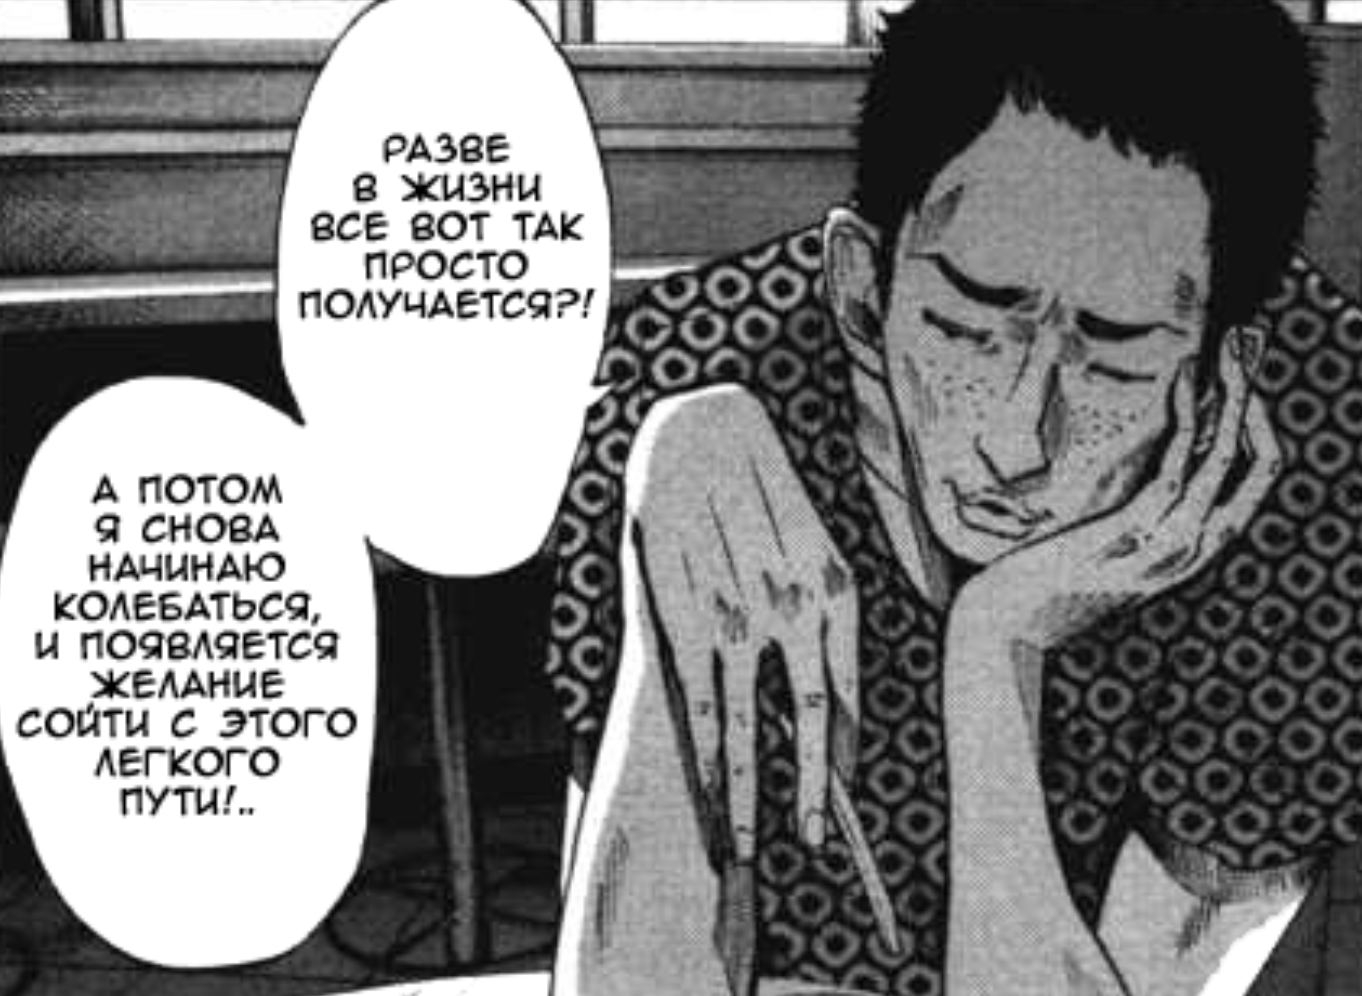 РАЗВЕ
В ЖИЗНИ
ВСЕ ВОТ ТАК
ПРОСТО
ПОЛУЧАЕТСЯ?!
А ПОТОМ
Я СНОВА
НАЧИНАЮ
КОЛЕБАТЬСЯ,
И ПОЯВЛЯЕТСЯ
ЖЕЛАНИЕ
СОЙТИ С ЭТОГО
ЛЕГКОГО
ПУТИ!..